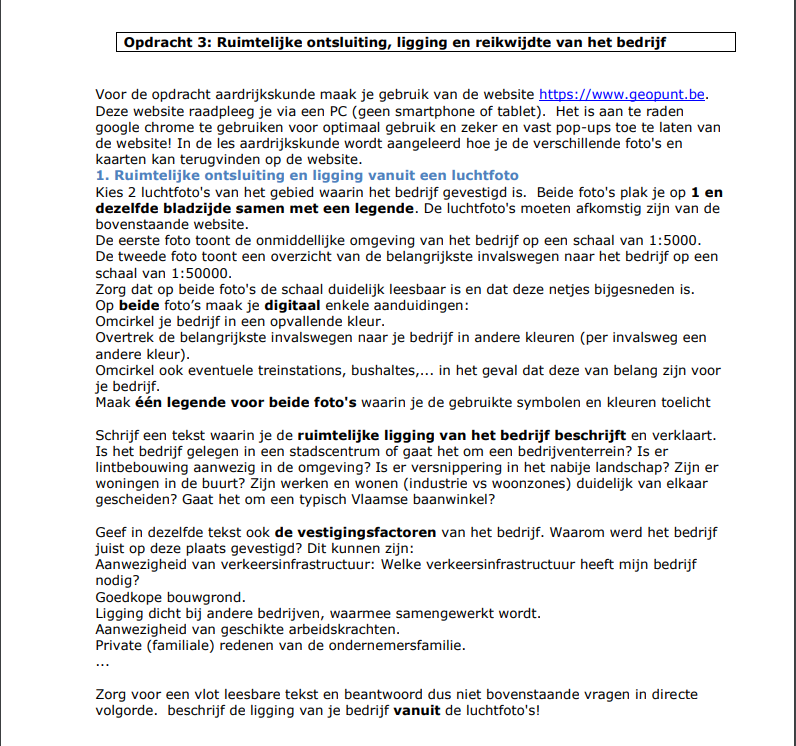 Opdracht 3: Ruimtelijke ontsluiting, ligging en reikwijdte van het bedrijf
Voor de opdracht aardrijkskunde maak je gebruik van de website https://www.geopunt.be.
Deze website raadpleeg je via een PC (geen smartphone of tablet). Het is aan te raden
google chrome te gebruiken voor optimaal gebruik en zeker en vast pop-ups toe te laten van
de website! In de les aardrijkskunde wordt aangeleerd hoe je de verschillende foto's en
kaarten kan terugvinden op de website.
1. Ruimtelijke ontsluiting en ligging vanuit een luchtfoto
Kies 2 luchtfoto's van het gebied waarin het bedrijf gevestigd is. Beide foto's plak je op 1 en
dezelfde bladzijde samen met een legende. De luchtfoto's moeten afkomstig zijn van de
bovenstaande website.
De eerste foto toont de onmiddellijke omgeving van het bedrijf op een schaal van 1:5000.
De tweede foto toont een overzicht van de belangrijkste invalswegen naar het bedrijf op een
schaal van 1:50000.
Zorg dat op beide foto's de schaal duidelijk leesbaar is en dat deze netjes bijgesneden is.
Op beide foto's maak je digitaal enkele aanduidingen:
Omcirkel je bedrijf in een opvallende kleur.
Overtrek de belangrijkste invalswegen naar je bedrijf in andere kleuren (per invalsweg een
andere kleur).
Omcirkel ook eventuele treinstations, bushaltes,... in het geval dat deze van belang zijn voor
je bedrijf.
Maak één legende voor beide foto's waarin je de gebruikte symbolen en kleuren toelicht
Schrijf een tekst waarin je de ruimtelijke ligging van het bedrijf beschrijft en verklaart.
Is het bedrijf gelegen in een stadscentrum of gaat het om een bedrijventerrein? Is er
lintbebouwing aanwezig in de omgeving? Is er versnippering in het nabije landschap? Zijn er
woningen in de buurt? Zijn werken en wonen (industrie vs woonzones) duidelijk van elkaar
gescheiden? Gaat het om een typisch Vlaamse baanwinkel?
Geef in dezelfde tekst ook de vestigingsfactoren van het bedrijf. Waarom werd het bedrijf
juist op deze plaats gevestigd? Dit kunnen zijn:
Aanwezigheid van verkeersinfrastructuur: Welke verkeersinfrastructuur heeft mijn bedrijf
nodig?
Goedkope bouwgrond.
Ligging dicht bij andere bedrijven, waarmee samengewerkt wordt.
Aanwezigheid van geschikte arbeidskrachten.
Private (familiale) redenen van de ondernemersfamilie.
...
Zorg voor een vlot leesbare tekst en beantwoord dus niet bovenstaande vragen in directe
volgorde. beschrijf de ligging van je bedrijf vanuit de luchtfoto's!